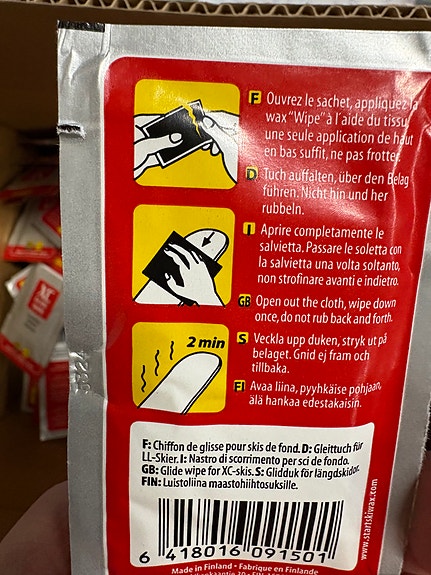 F Ouvrez le sachet, appliquez la
wax "Wipe" à l'aide du tissu,
une seule application de haut
en bas suffit, ne pas frotter.
D Tuch auffalten, über den Belag
führen. Nicht hin und her
rubbeln.
I Aprire completamente le
salvietta. Passare le soletta con
la salvietta una volta soltanto,
non strofinare avanti e indietro.
GB Open out the cloth, wipe down
once, do not rub back and forth.
2 min
S Veckla upp duken, stryk ut på
belaget. Gnid ej fram och
tillbaka.
FI Avaa liina, pyyhkäise pohjaan,
älä hankaa edestakaisin.
F: Chiffon de glisse pour skis de fond. D: Gleittuch für
LL-Skier. I: Nastro di scorrimento per sci de fondo.
GB: Glide wipe for XC-skis. S: Glidduk för längdskidor.
FIN: Luistoliina maastohiihtosuksille.
6 418016 091501
Made in Finland • Fabrique en Finlande
www.startskiwax.com
XC